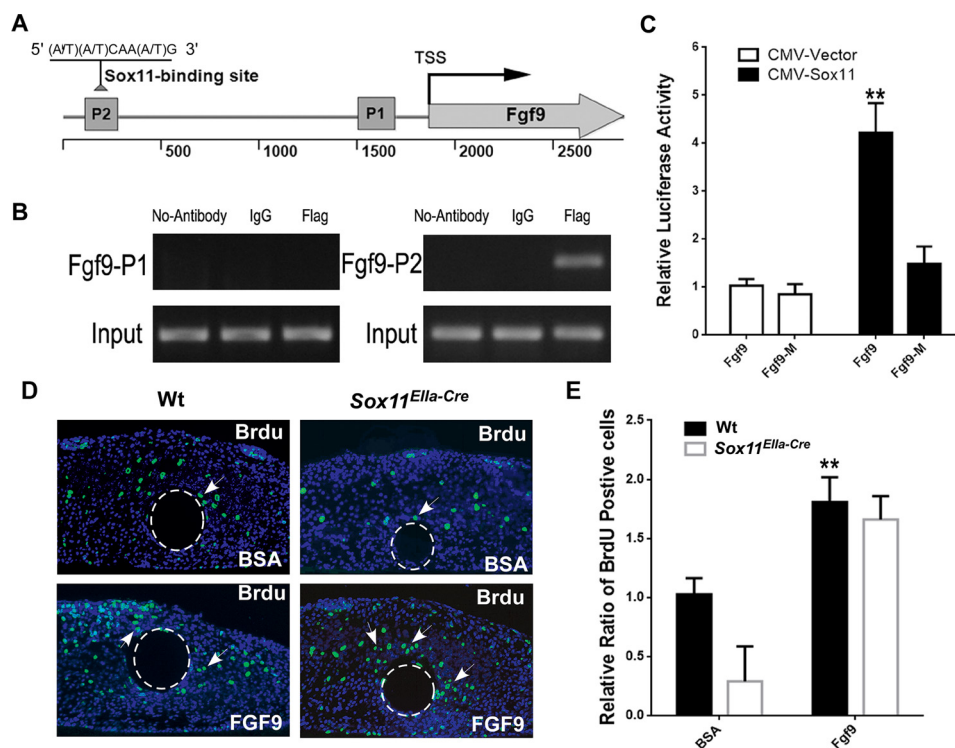 A
5' (A/T)(A/T)CAA(A/T)G 3'
Sox11-binding site
P2
P1
TSS
Fgf9
500 1000 1500 2000 2500
B
No-Antibody IgG Flag
Fgf9-P1
Input
No-Antibody IgG Flag
Fgf9-P2
Input
C
CMV-Vector
CMV-Sox11
**
Relative Luciferase Activity
6
5
4
3
2
1
0
Fgf9 Fgf9-M Fgf9 Fgf9-M
D
Wt Sox11EIIa-Cre
Brdu
BSA
Brdu
BSA
Brdu
FGF9
Brdu
FGF9
E
Wt
Sox11EIIa-Cre
**
Relative Ratio of BrdU Postive cells
2.5
2.0
1.5
1.0
0.5
0.0
BSA Fgf9